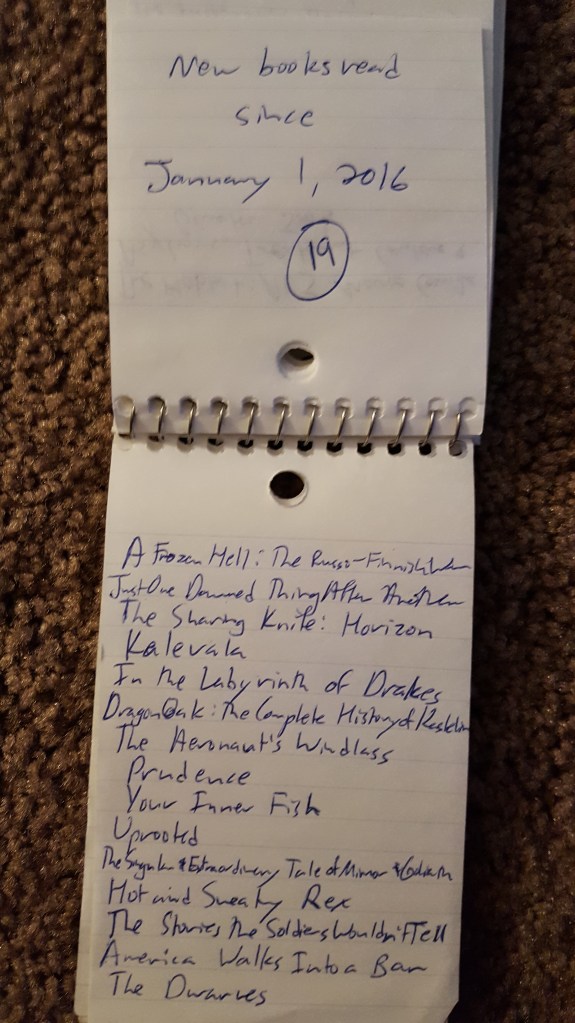 New books read
since
January 1, 2016
19
A Frozen Hell: The Russo-Finnish War
Just One Damned Thing After Another
The Sharing Knife: Horizon
Kalevala
In the Labyrinth of Drakes
Dragon Oak: The Complete History of
The Aeronaut's Windlass
Prudence
Your Inner Fish
Uprooted
The Singular & Extraordinary Tale of Mirror & Goliath
Hot and Sweaty Rex
The Stories The Soldiers Wouldn't Tell
America Walks Into a Bar
The Dwarves